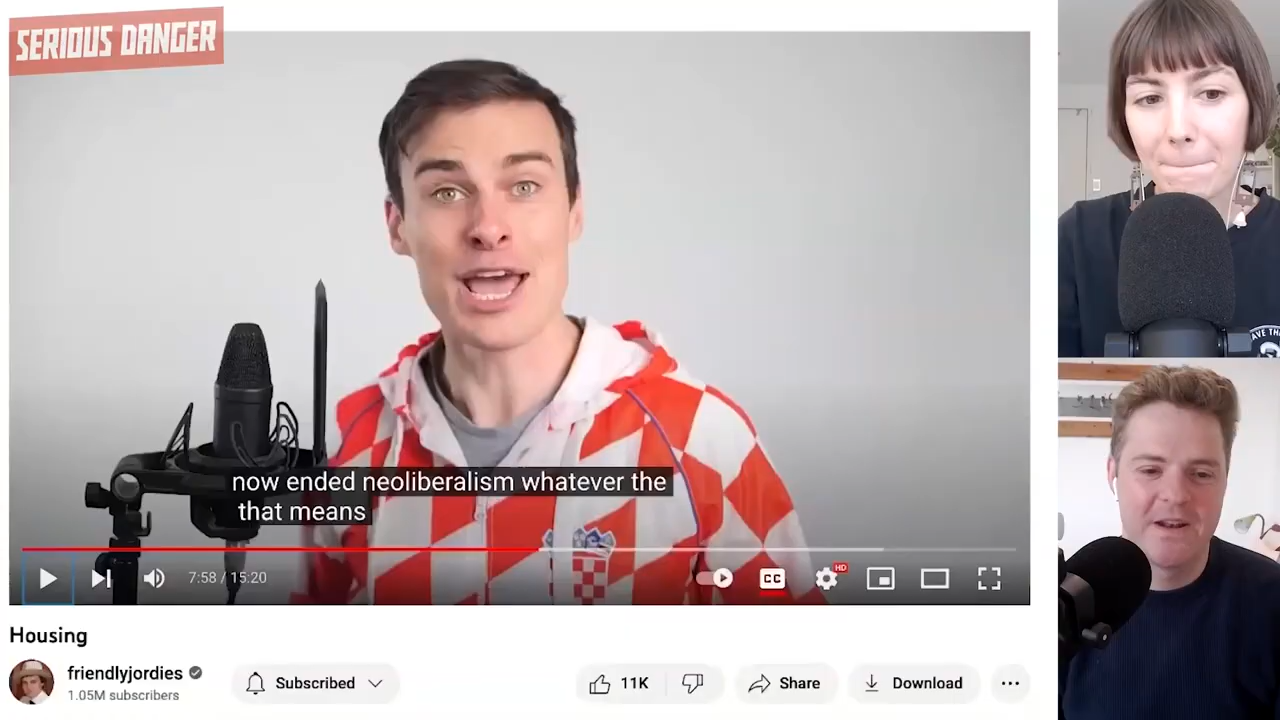 SERIOUS DANGER
now ended neoliberalism whatever the
that means
7:58 / 15:20
CC
HD
Housing
friendlyjordies
1.05M subscribers
Subscribed
11K
Share
Download